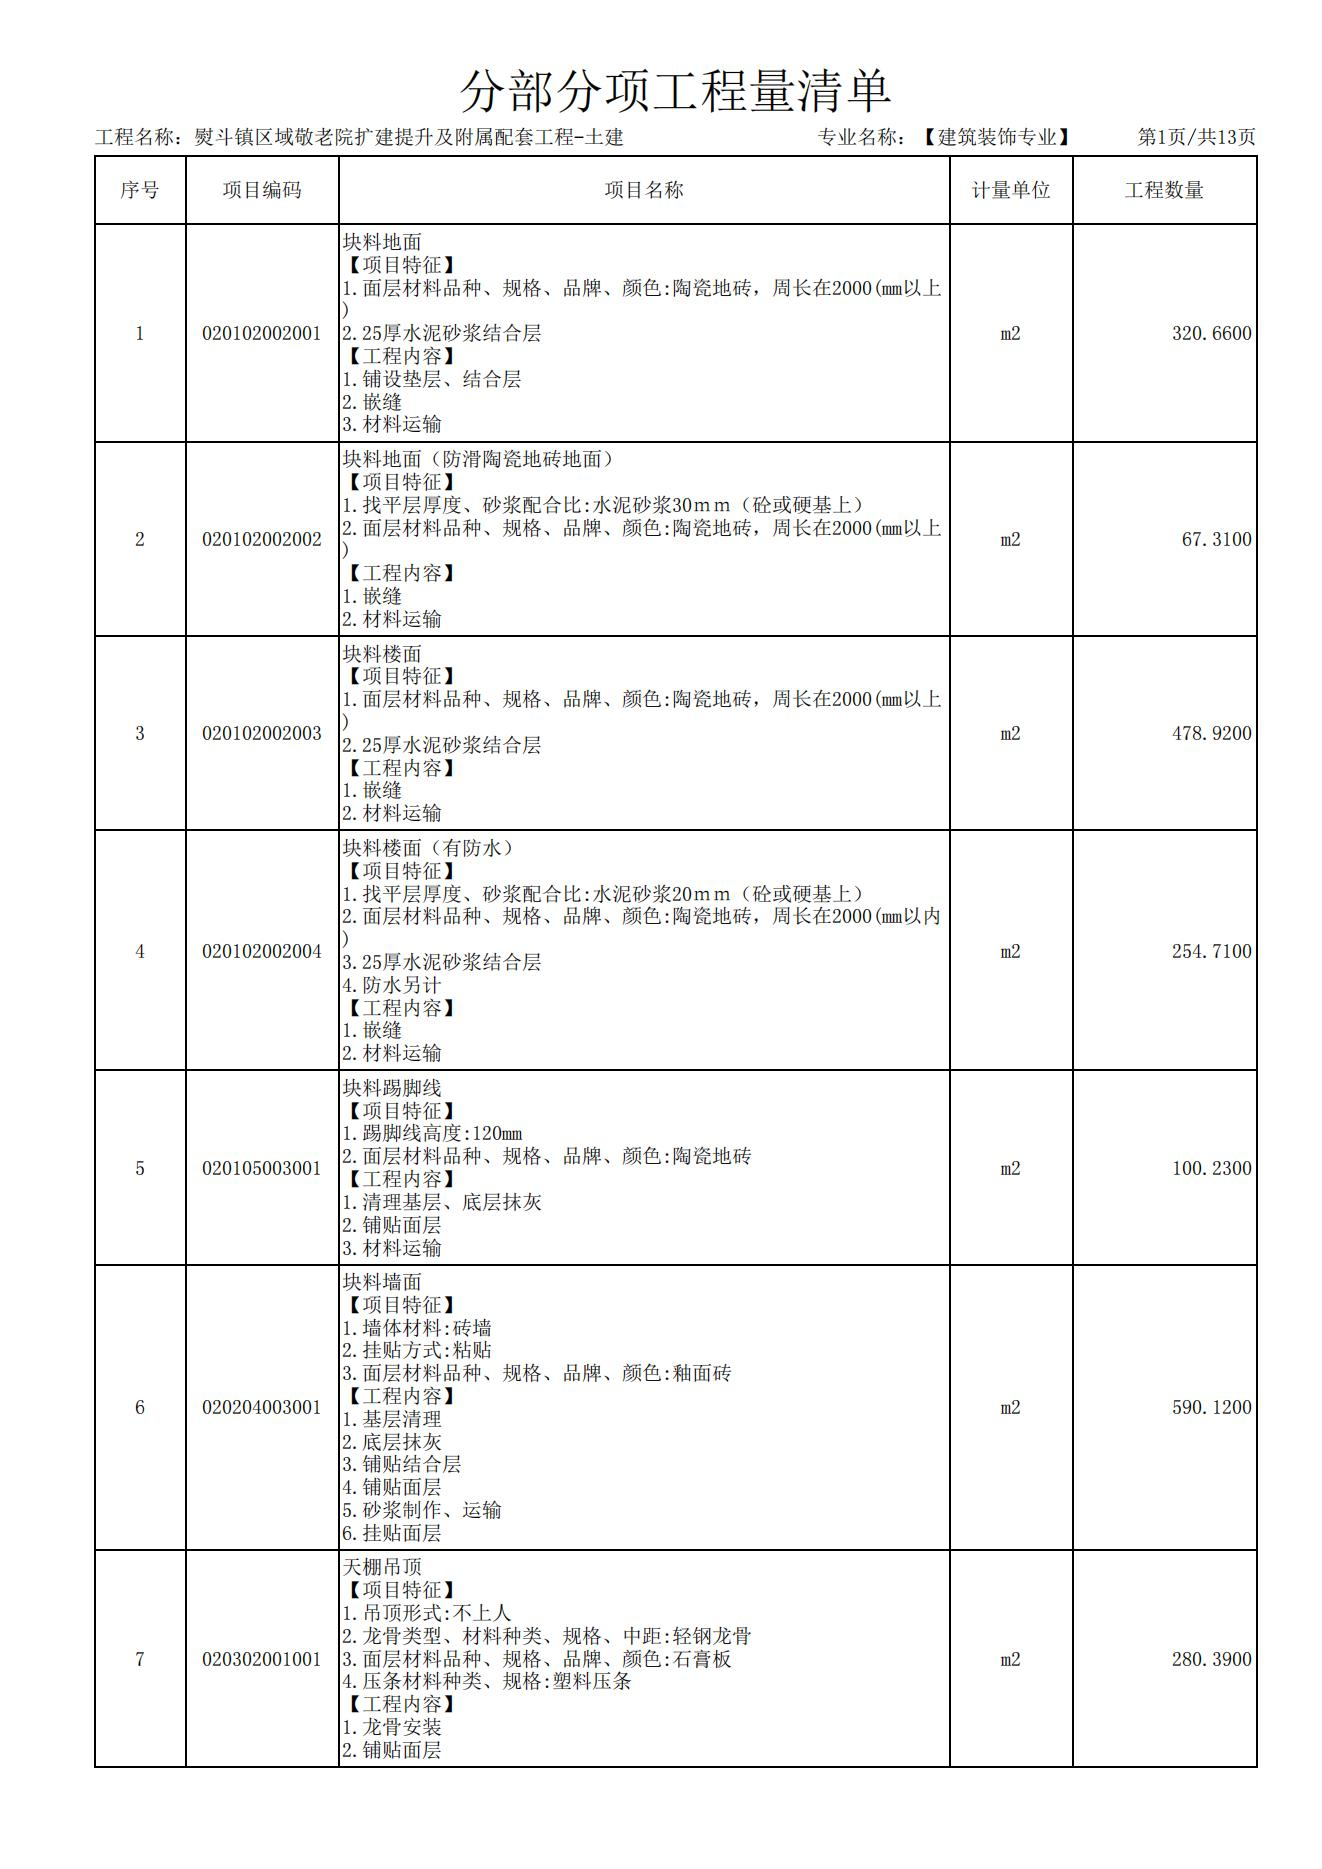 分部分项工程量清单
工程名称：熨斗镇区域敬老院扩建提升及附属配套工程-土建 专业名称：【建筑装饰专业】 第1页/共13页
序号 项目编码 项目名称 计量单位 工程数量
块料地面
【项目特征】
1.面层材料品种、规格、品牌、颜色:陶瓷地砖，周长在2000(mm以上
)
1 020102002001 2.25厚水泥砂浆结合层 m2 320.6600
【工程内容】
1.铺设垫层、结合层
2.嵌缝
3.材料运输
块料地面（防滑陶瓷地砖地面）
【项目特征】
1.找平层厚度、砂浆配合比:水泥砂浆30ｍｍ（砼或硬基上）
2.面层材料品种、规格、品牌、颜色:陶瓷地砖，周长在2000(mm以上
2 020102002002 ) m2 67.3100
【工程内容】
1.嵌缝
2.材料运输
块料楼面
【项目特征】
1.面层材料品种、规格、品牌、颜色:陶瓷地砖，周长在2000(mm以上
)
3 020102002003 2.25厚水泥砂浆结合层 m2 478.9200
【工程内容】
1.嵌缝
2.材料运输
块料楼面（有防水）
【项目特征】
1.找平层厚度、砂浆配合比:水泥砂浆20ｍｍ（砼或硬基上）
2.面层材料品种、规格、品牌、颜色:陶瓷地砖，周长在2000(mm以内
)
4 020102002004 3.25厚水泥砂浆结合层 m2 254.7100
4.防水另计
【工程内容】
1.嵌缝
2.材料运输
块料踢脚线
【项目特征】
1.踢脚线高度:120mm
2.面层材料品种、规格、品牌、颜色:陶瓷地砖
5 020105003001 【工程内容】 m2 100.2300
1.清理基层、底层抹灰
2.铺贴面层
3.材料运输
块料墙面
【项目特征】
1.墙体材料:砖墙
2.挂贴方式:粘贴
3.面层材料品种、规格、品牌、颜色:釉面砖
【工程内容】
6 020204003001 1.基层清理 m2 590.1200
2.底层抹灰
3.铺贴结合层
4.铺贴面层
5.砂浆制作、运输
6.挂贴面层
天棚吊顶
【项目特征】
1.吊顶形式:不上人
2.龙骨类型、材料种类、规格、中距:轻钢龙骨
7 020302001001 3.面层材料品种、规格、品牌、颜色:石膏板 m2 280.3900
4.压条材料种类、规格:塑料压条
【工程内容】
1.龙骨安装
2.铺贴面层